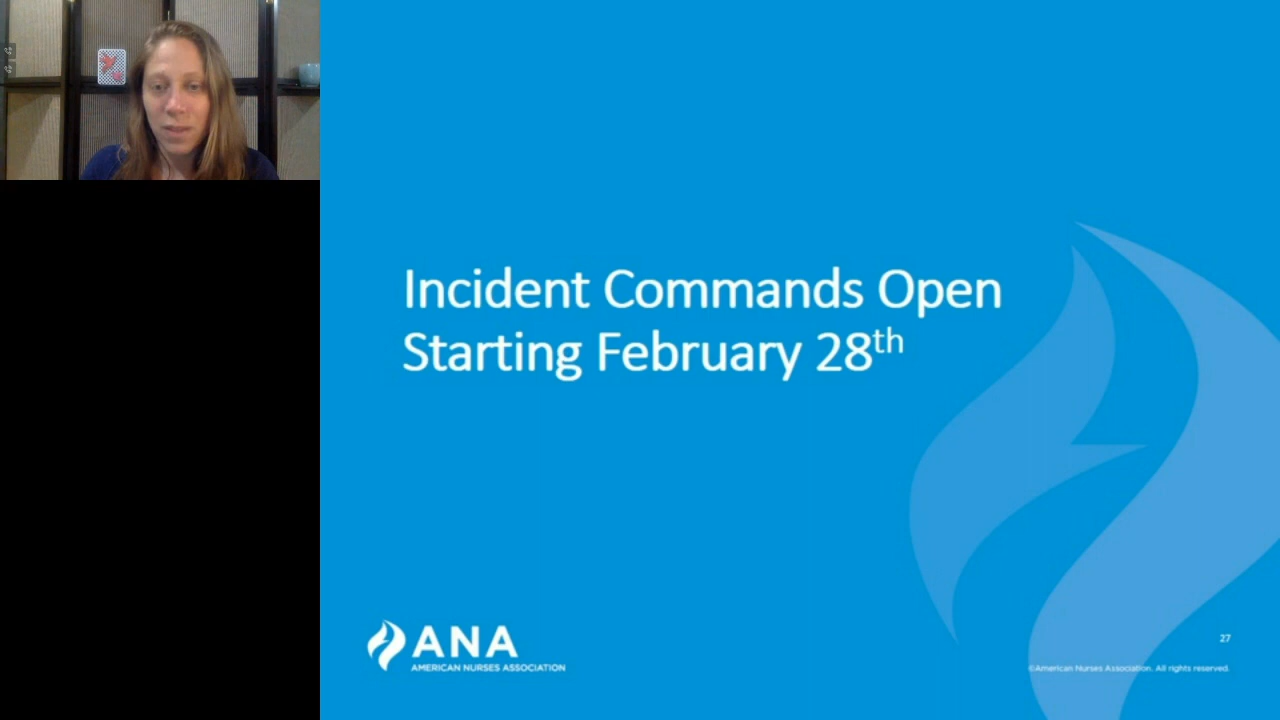 Incident Commands Open
Starting February 28th
ANA
AMERICAN NURSES ASSOCIATION
27
©American Nurses Association. All rights reserved.